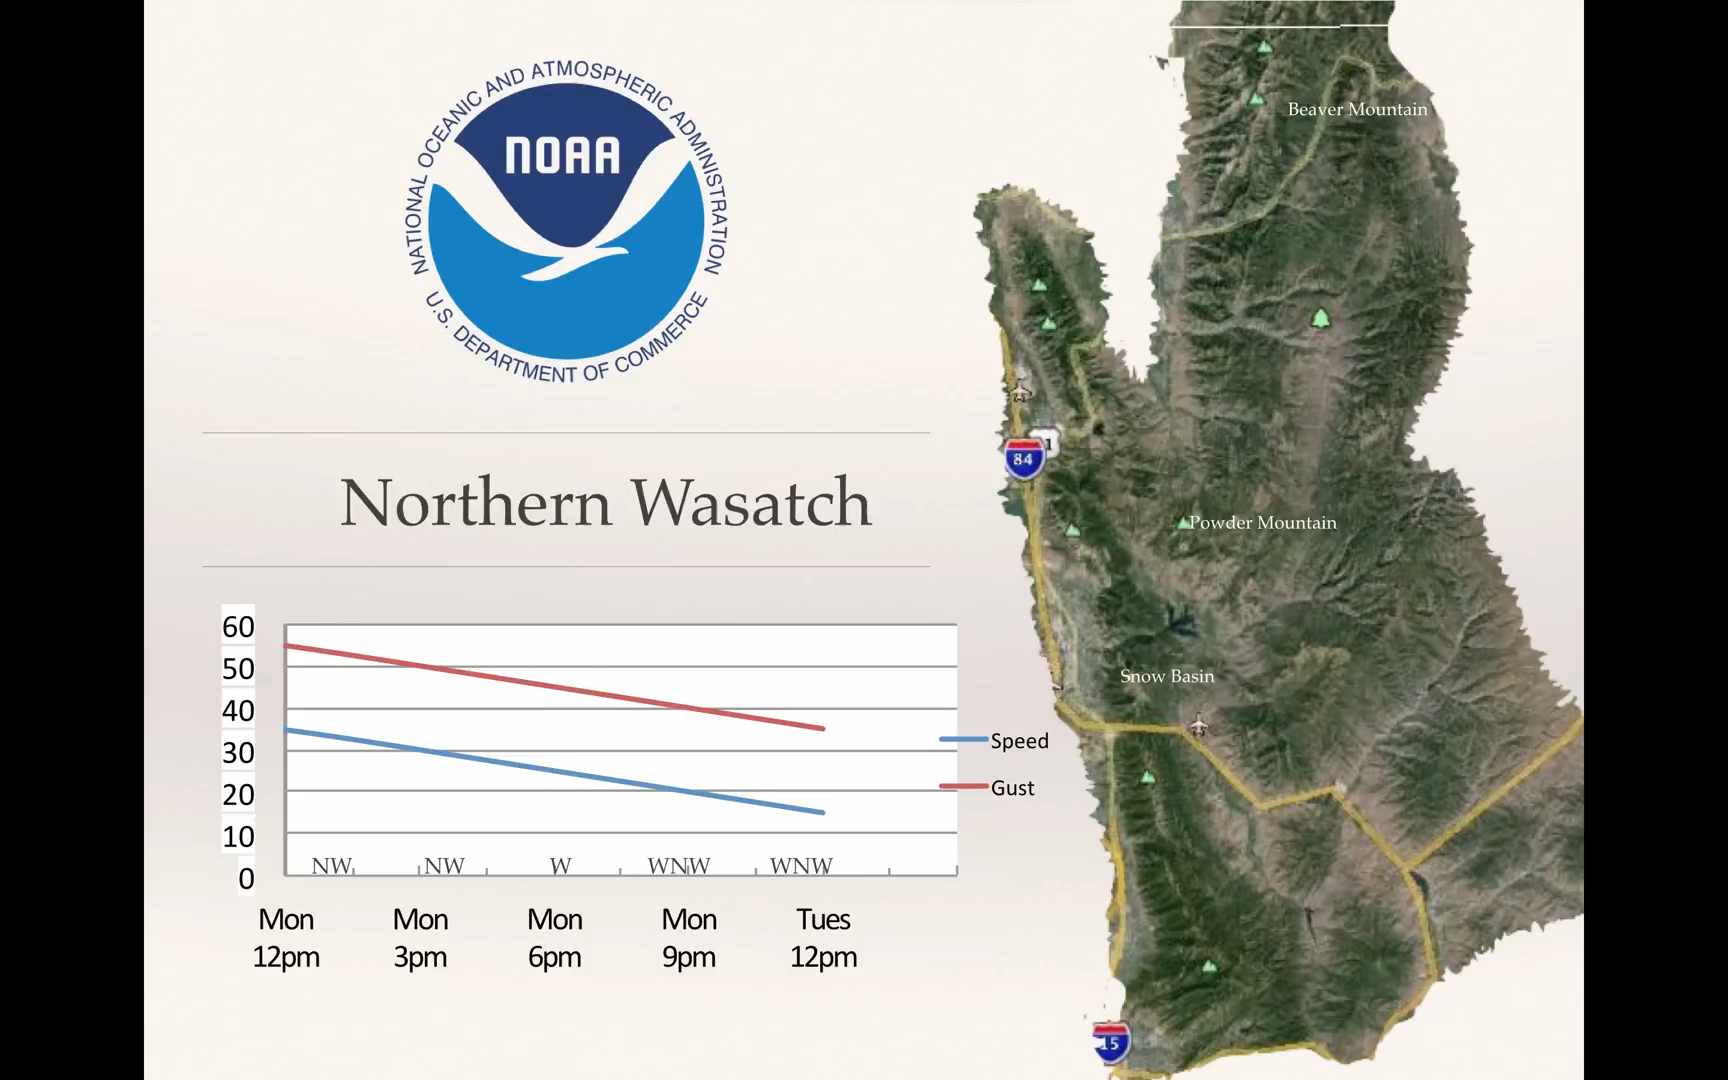 NATIONAL OCEANIC AND ATMOSPHERIC ADMINISTRATION
NOAA
U.S. DEPARTMENT OF COMMERCE
Northern Wasatch
60
50
40
30
20
10
0
NW NW W WNW WNW
Mon Mon Mon Mon Tues
12pm 3pm 6pm 9pm 12pm
Speed
Gust
Beaver Mountain
1
84
Powder Mountain
Snow Basin
15